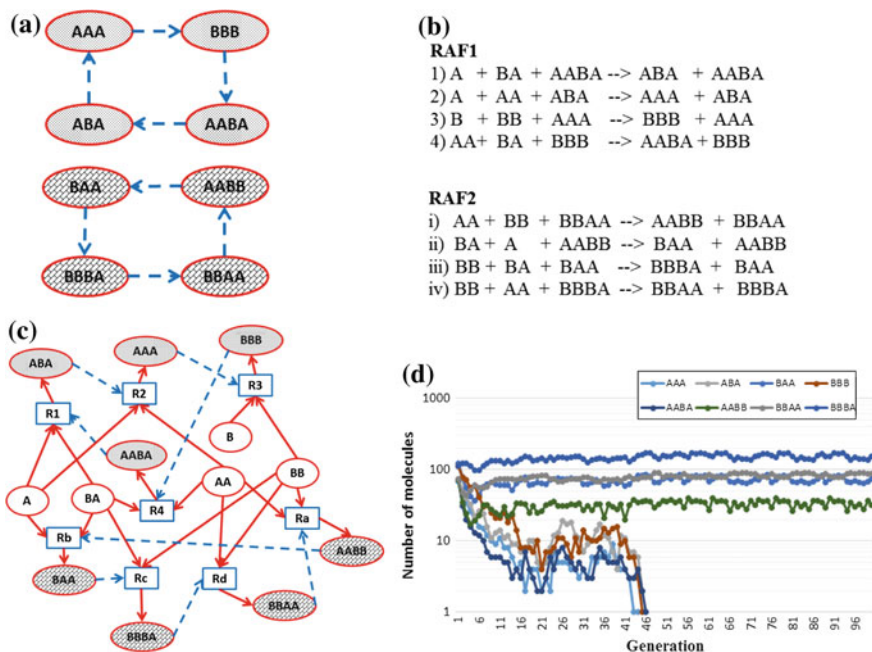 (a)
AAA
BBB
ABA
AABA
BAA
AABB
BBBA
BBAA
(b)
RAF1
1) A + BA + AABA --> ABA + AABA
2) A + AA + ABA --> AAA + ABA
3) B + BB + AAA --> BBB + AAA
4) AA+ BA + BBB --> AABA + BBB
RAF2
i) AA + BB + BBAA --> AABB + BBAA
ii) BA + A + AABB --> BAA + AABB
iii) BB + BA + BAA --> BBBA + BAA
iv) BB + AA + BBBA --> BBAA + BBBA
(c)
ABA
AAA
BBB
R1
R2
R3
B
AABA
A
BA
R4
AA
BB
Rb
Ra
AABB
BAA
Rc
Rd
BBAA
BBBA
(d)
AAA ABA BAA BBB
AABA AABB BBAA BBBA
Number of molecules
1000
100
10
1
1 6 11 16 21 26 31 36 41 46 51 56 61 66 71 76 81 86 91 96
Generation